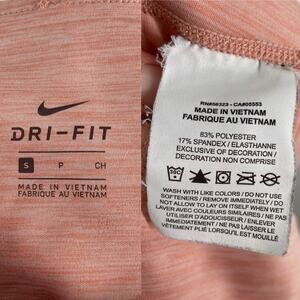 DRI-FIT
S P CH
MADE IN VIETNAM
FABRIQUE AU VIETNAM
RN#56323 - CA#05553
MADE IN VIETNAM
FABRIQUÉ AU VIETNAM
83% POLYESTER
17% SPANDEX / ELASTHANNE
EXCLUSIVE OF DECORATION /
DECORATION NON COMPRISE
WASH WITH LIKE COLORS / DO NOT USE
SOFTENERS / REMOVE IMMEDIATELY / DO
NOT ALLOW TO LAY ON ITSELF WHEN WET
LAVER AVEC COULEURS SIMILAIRES / NE PAS
UTILISER D'ADOUCISSEUR / ENLEVER
IMMÉDIATEMENT / NE PAS LAISSER LE
VÊTEMENT PLIÉ LORSQU'IL EST MOUILLÉ